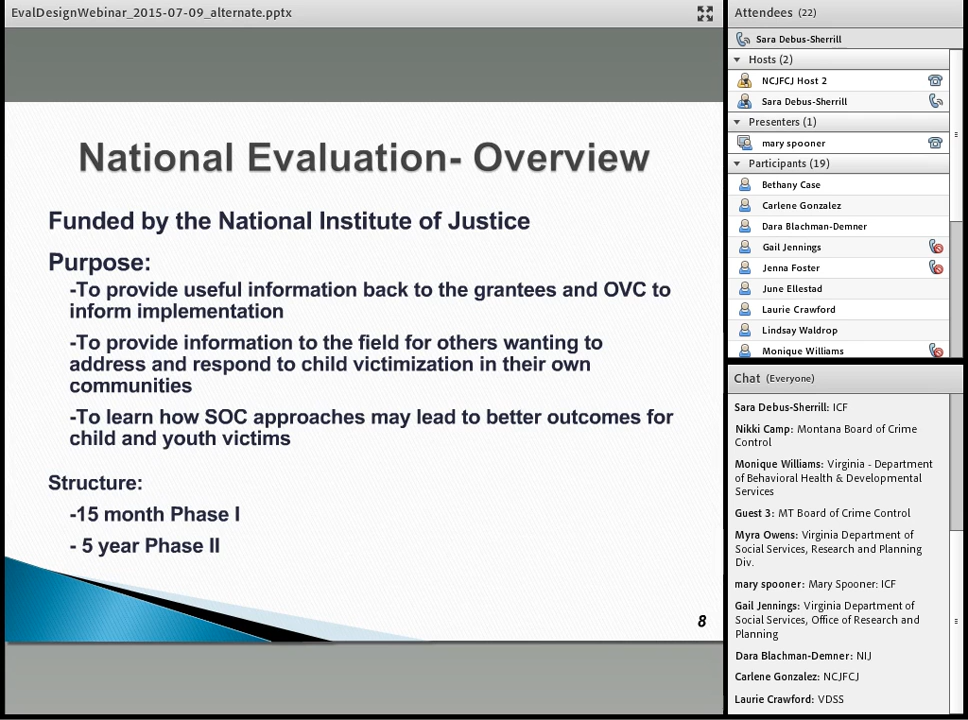 EvalDesignWebinar_2015-07-09_alternate.pptx
National Evaluation- Overview
Funded by the National Institute of Justice
Purpose:
-To provide useful information back to the grantees and OVC to
inform implementation
-To provide information to the field for others wanting to
address and respond to child victimization in their own
communities
-To learn how SOC approaches may lead to better outcomes for
child and youth victims
Structure:
-15 month Phase I
- 5 year Phase II
8
Attendees (22)
Sara Debus-Sherrill
Hosts (2)
NCJFCJ Host 2
Sara Debus-Sherrill
Presenters (1)
mary spooner
Participants (19)
Bethany Case
Carlene Gonzalez
Dara Blachman-Demner
Gail Jennings
Jenna Foster
June Ellestad
Laurie Crawford
Lindsay Waldrop
Monique Williams
Chat (Everyone)
Sara Debus-Sherrill: ICF
Nikki Camp: Montana Board of Crime
Control
Monique Williams: Virginia - Department
of Behavioral Health & Developmental
Services
Guest 3: MT Board of Crime Control
Myra Owens: Virginia Department of
Social Services, Research and Planning
Div.
mary spooner: Mary Spooner: ICF
Gail Jennings: Virginia Department of
Social Services, Office of Research and
Planning
Dara Blachman-Demner: NIJ
Carlene Gonzalez: NCJFCJ
Laurie Crawford: VDSS